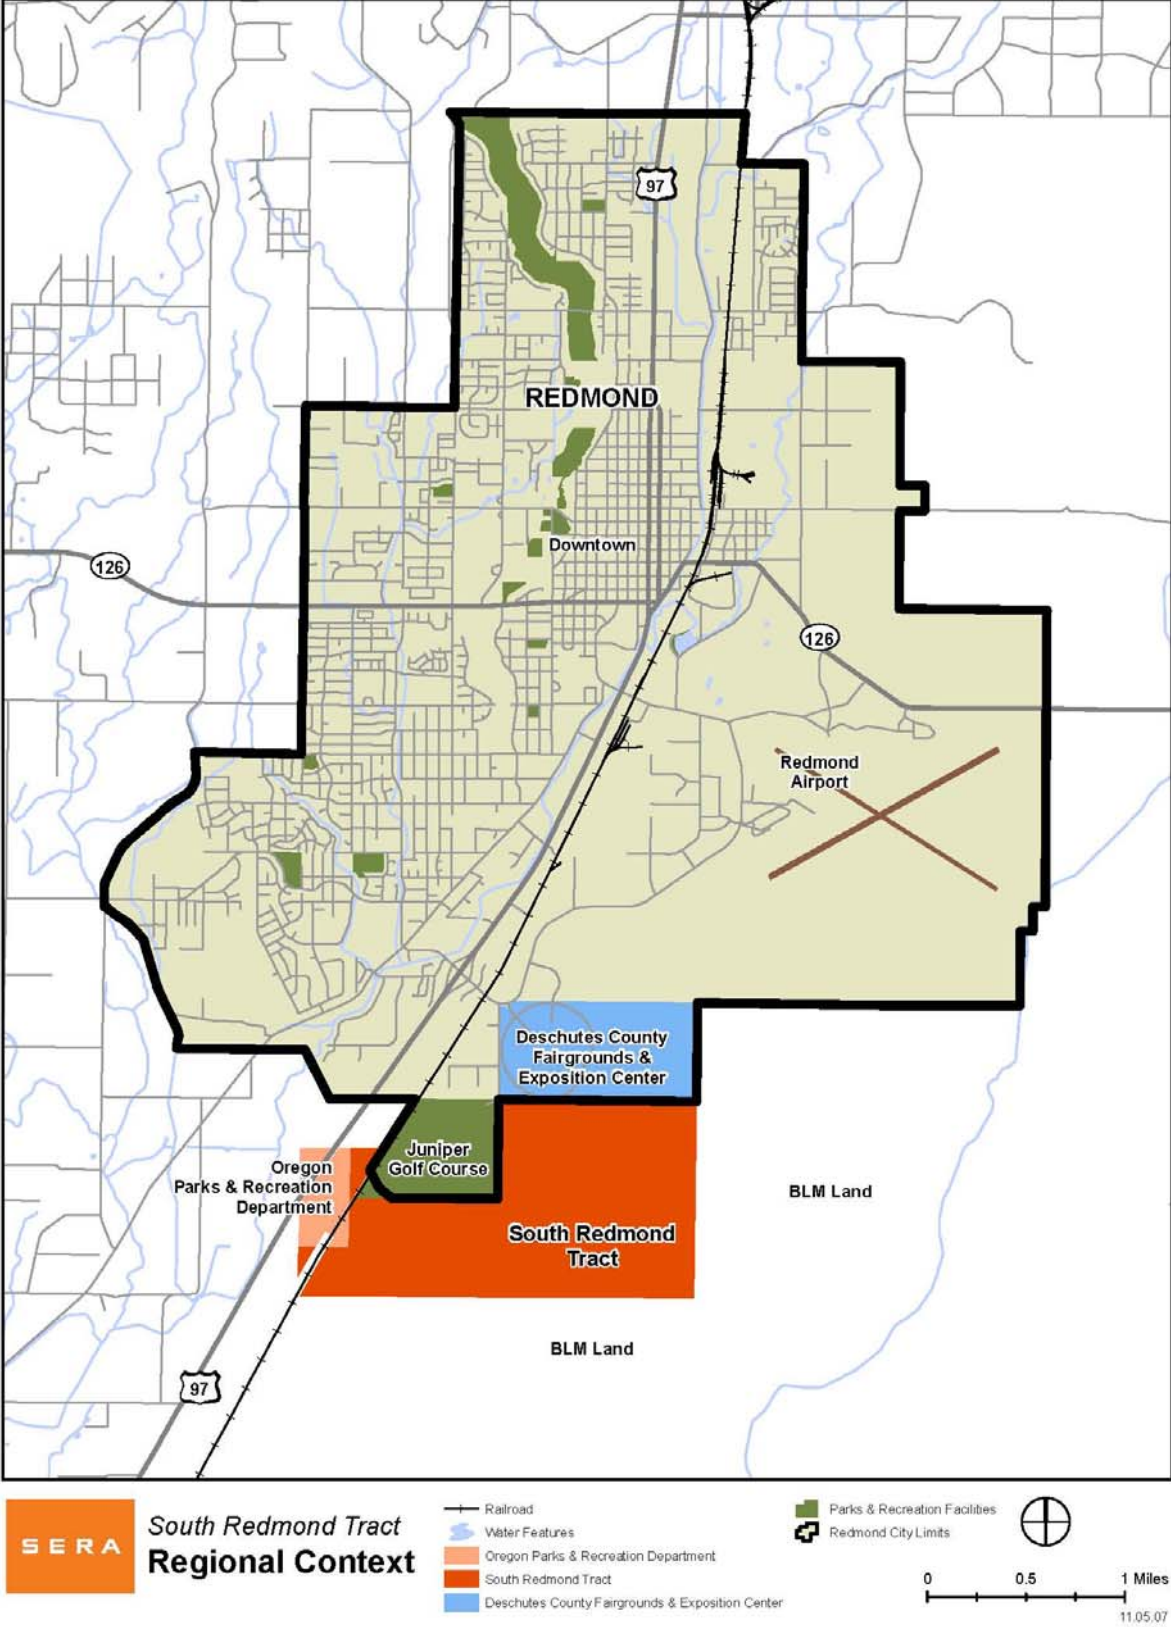 97
REDMOND
Downtown
126
126
Redmond
Airport
Deschutes County
Fairgrounds &
Exposition Center
Juniper
Golf Course
Oregon
Parks & Recreation
Department
BLM Land
South Redmond
Tract
BLM Land
97
SERA
South Redmond Tract
Regional Context
Railroad
Water Features
Oregon Parks & Recreation Department
South Redmond Tract
Deschutes County Fairgrounds & Exposition Center
Parks & Recreation Facilities
Redmond City Limits
0 0.5 1 Miles
11.05.07